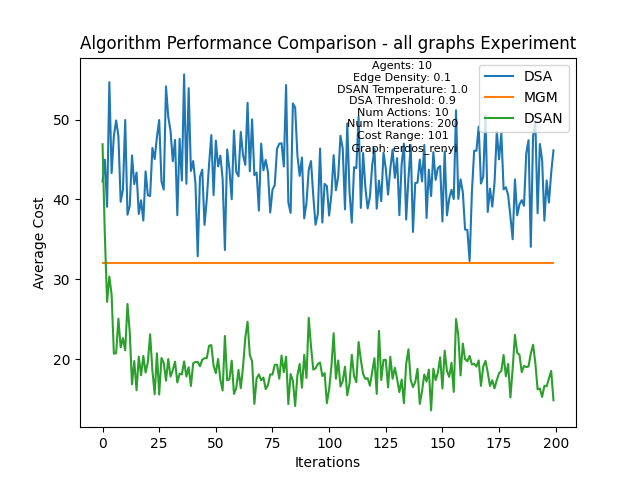 Algorithm Performance Comparison - all graphs Experiment
Agents: 10
Edge Density: 0.1
DSAN Temperature: 1.0
DSA Threshold: 0.9
Num Actions: 10
Num Iterations: 200
Cost Range: 101
Graph: erdos_renyi
DSA
MGM
DSAN
Average Cost
50
40
30
20
0
25
50
75
100
125
150
175
200
Iterations